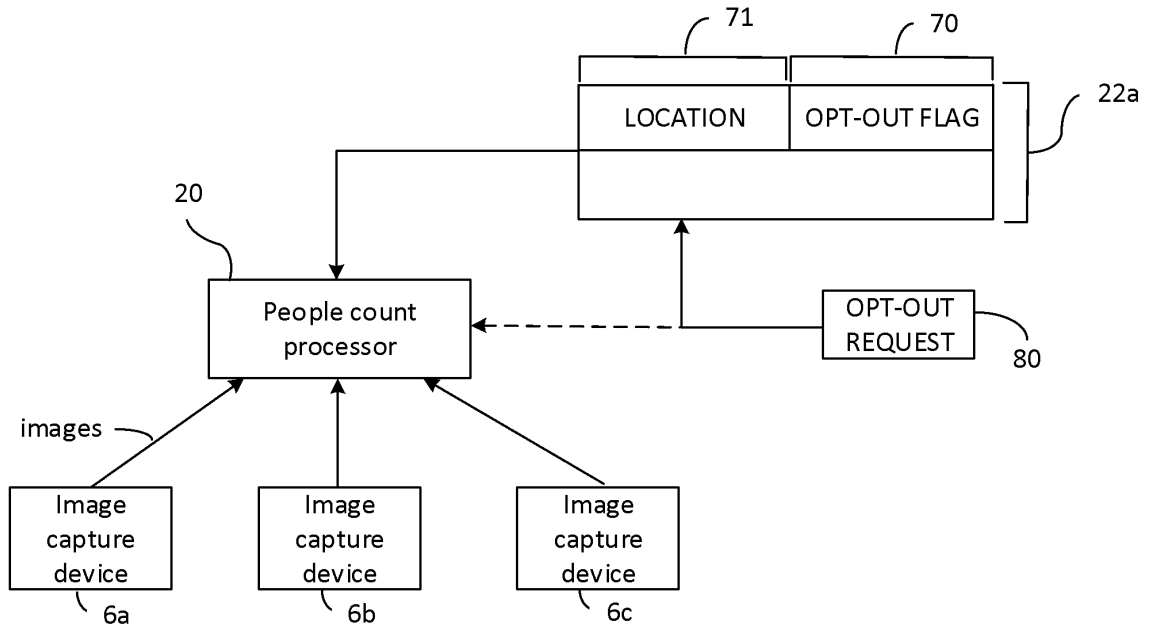 71
70
LOCATION
OPT-OUT FLAG
22a
20
People count
processor
OPT-OUT
REQUEST
80
images
Image
capture
device
6a
Image
capture
device
6b
Image
capture
device
6c